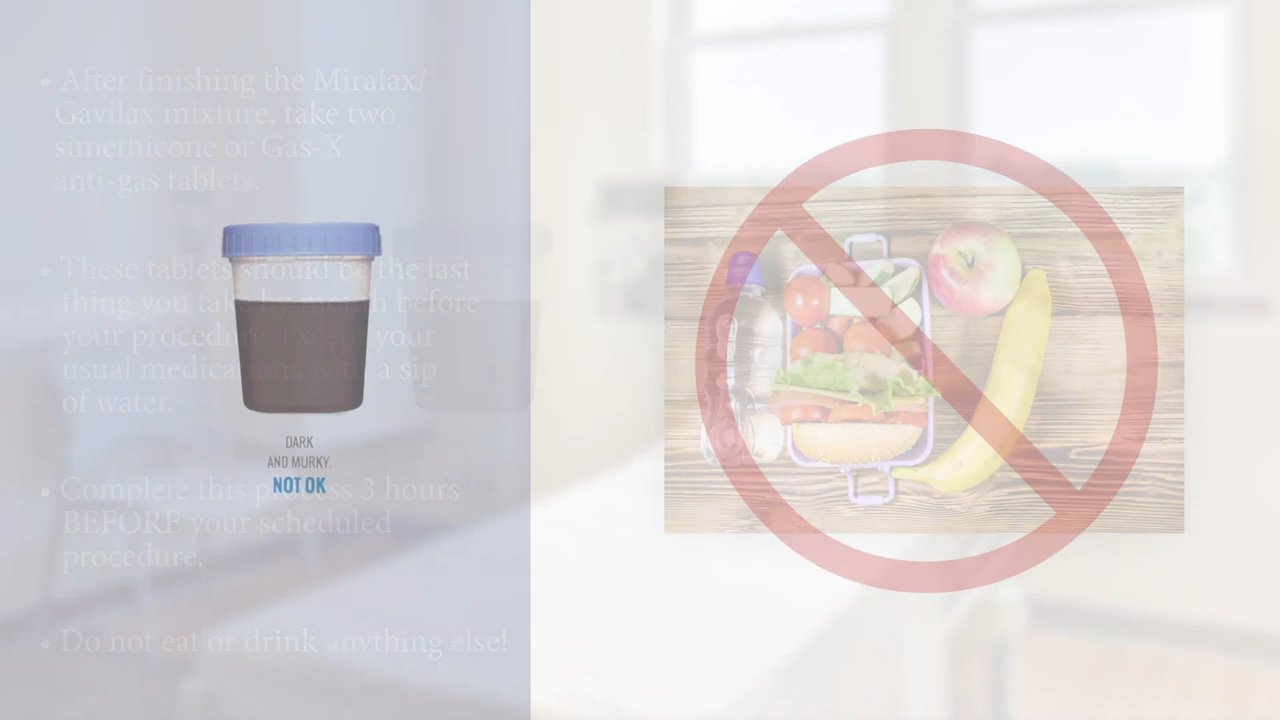 • After finishing the Miralax/
Gavilax mixture, take two
simethicone or Gas-X
anti-gas tablets.
• These tablets should be the last
thing you take by mouth before
your procedure, except your
usual medications with a sip
of water.
• Complete this process 3 hours
BEFORE your scheduled
procedure.
• Do not eat or drink anything else!
DARK
AND MURKY.
NOT OK